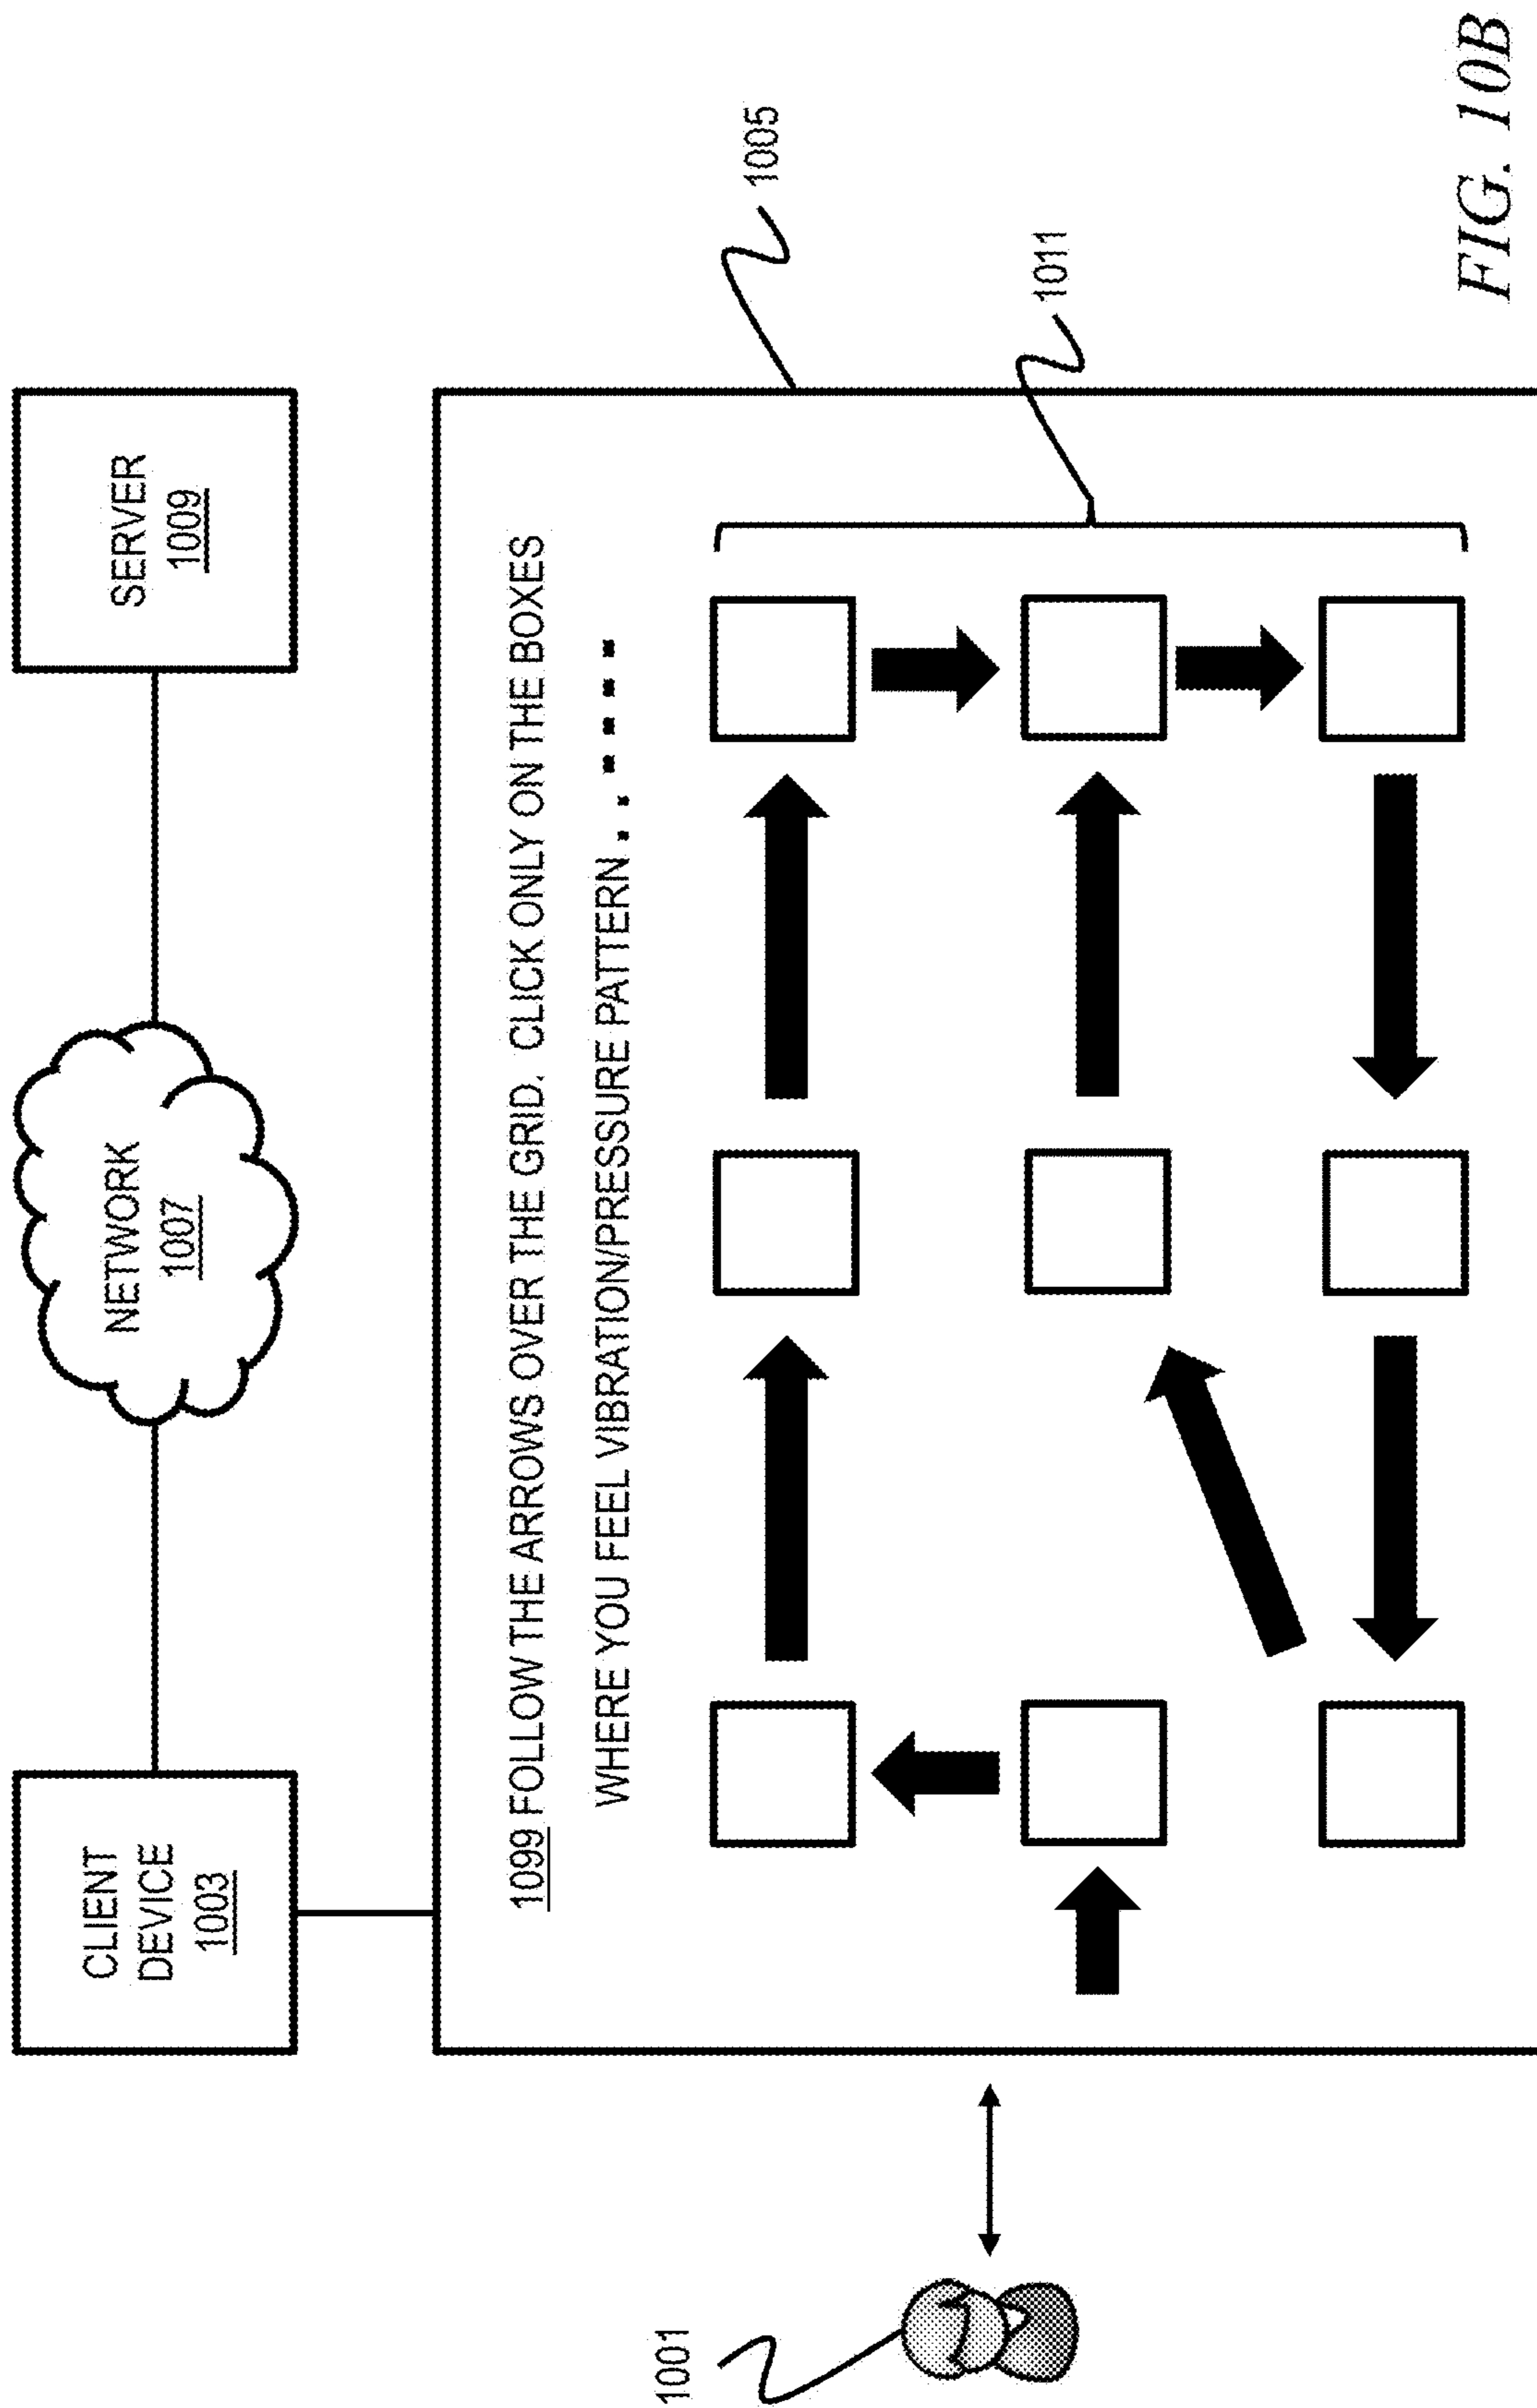 CLIENT
DEVICE
1003
NETWORK
1007
SERVER
1009
1099 FOLLOW THE ARROWS OVER THE GRID. CLICK ONLY ON THE BOXES
WHERE YOU FEEL VIBRATION/PRESSURE PATTERN . . - - - -
1001
1005
1011
FIG. 10B